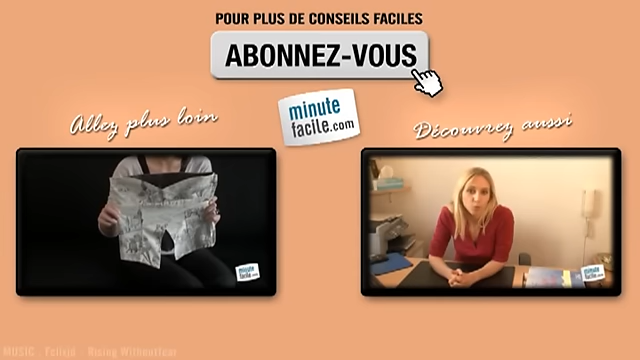 POUR PLUS DE CONSEILS FACILES
ABONNEZ-VOUS
minute
facile.com
Allez plus loin
Découvrez aussi
minute
facile.com
minute
facile.com
MUSIC - Felixjd - Rising Withoutfear